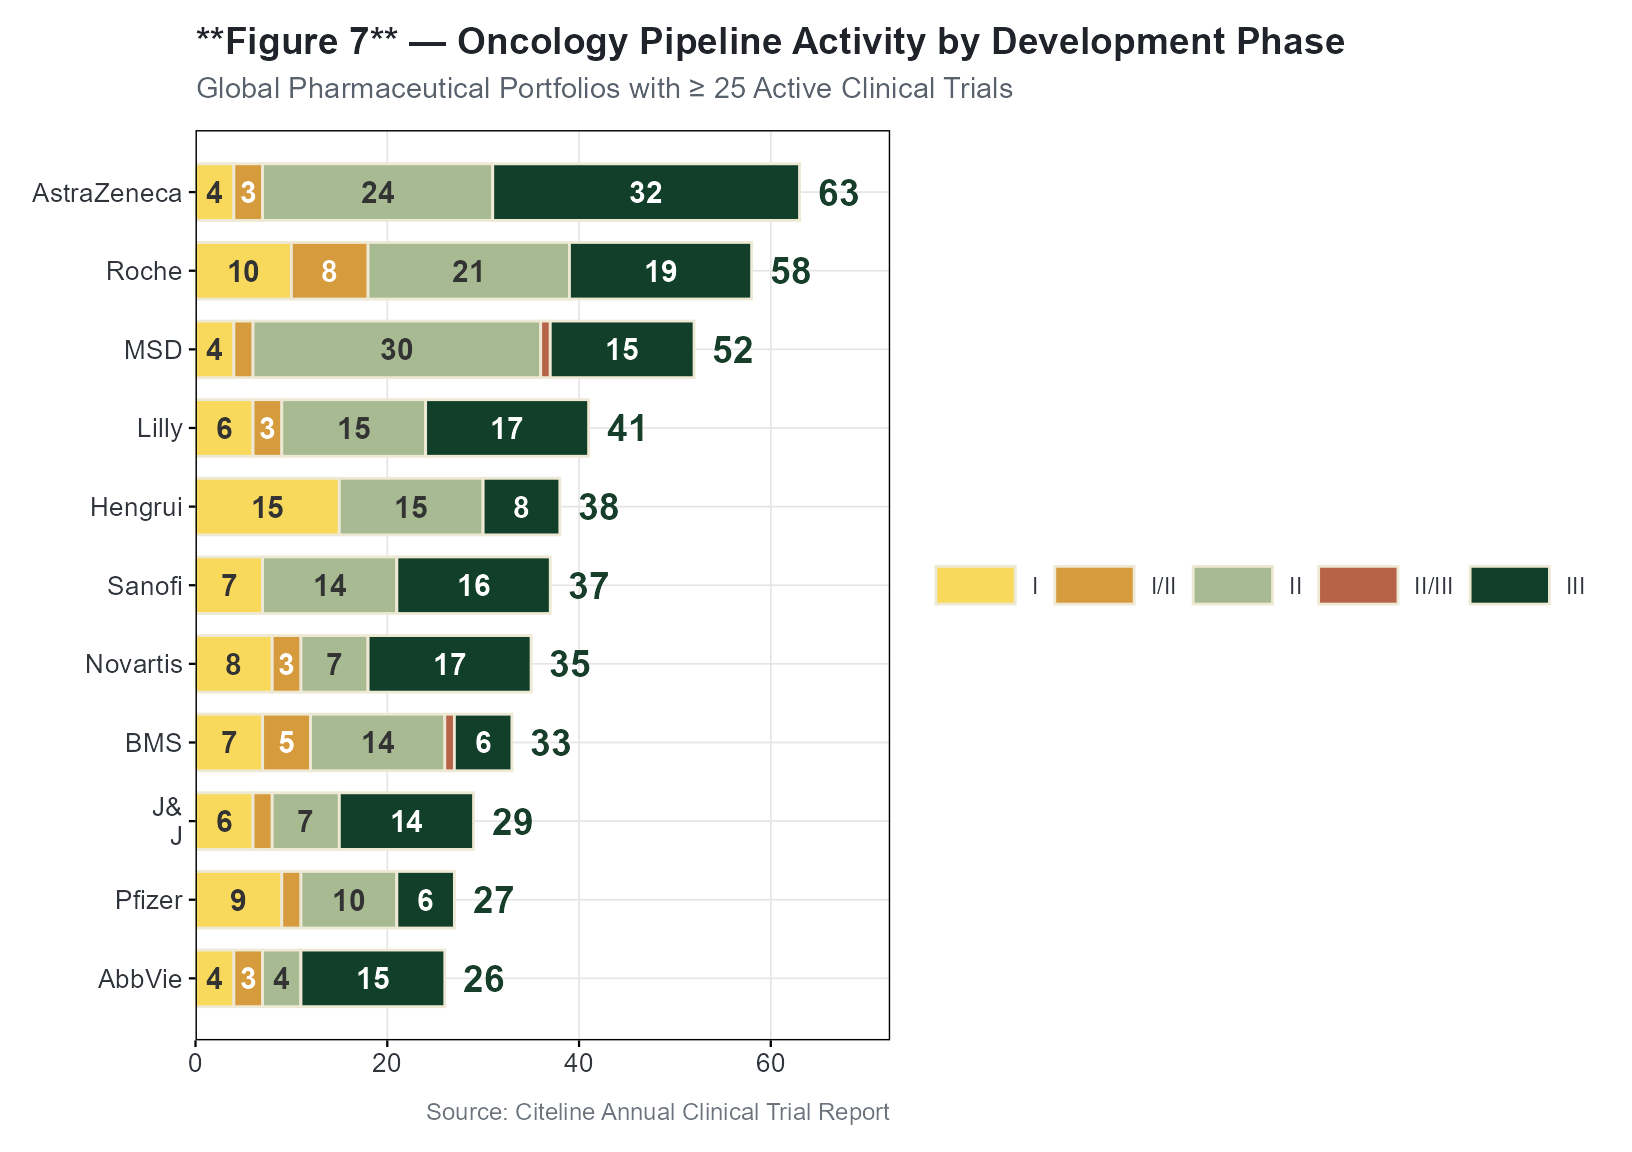 **Figure 7** — Oncology Pipeline Activity by Development Phase
Global Pharmaceutical Portfolios with ≥ 25 Active Clinical Trials
AstraZeneca 4 3 24 32 63
Roche 10 8 21 19 58
MSD 4 30 15 52
Lilly 6 3 15 17 41
Hengrui 15 15 8 38
Sanofi 7 14 16 37
Novartis 8 3 7 17 35
BMS 7 5 14 6 33
J&
J
6 7 14 29
Pfizer 9 10 6 27
AbbVie 4 3 4 15 26
0 20 40 60
I I/II II II/III III
Source: Citeline Annual Clinical Trial Report